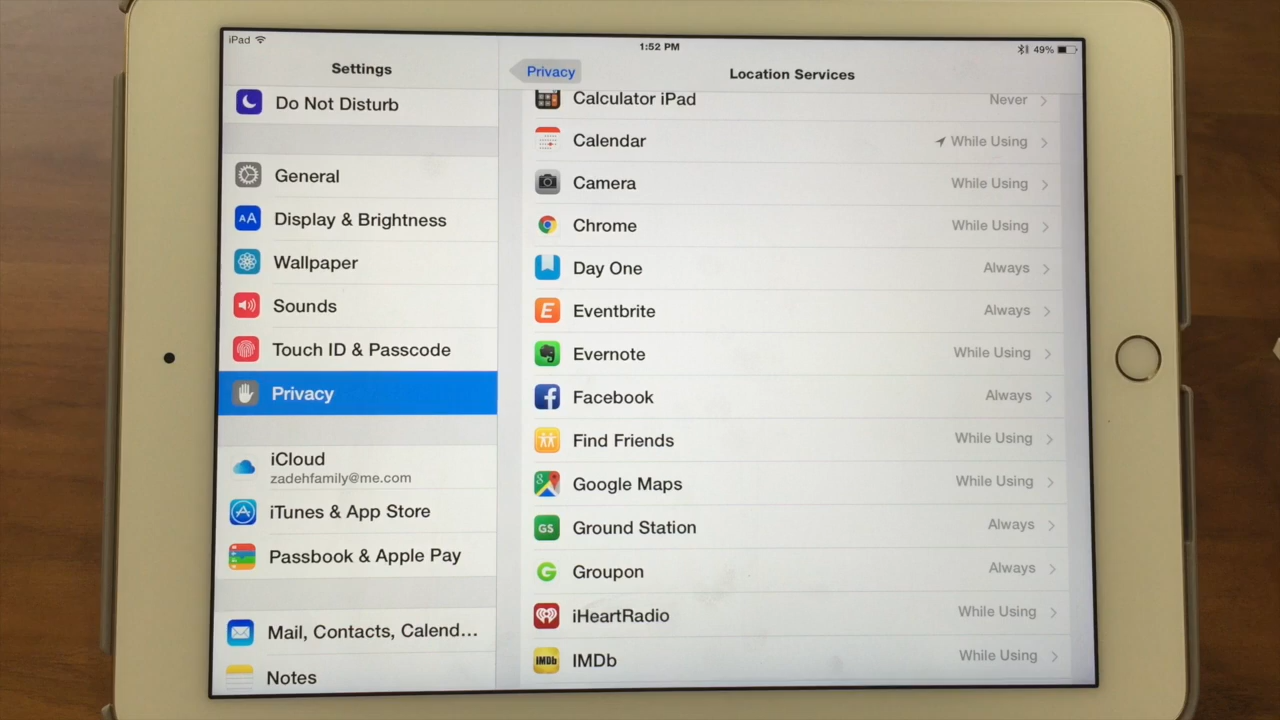 iPad
1:52 PM
49%
Settings
Do Not Disturb
General
AA
Display & Brightness
Wallpaper
Sounds
Touch ID & Passcode
Privacy
iCloud
zadehfamily@me.com
iTunes & App Store
Passbook & Apple Pay
Mail, Contacts, Calend...
Notes
Privacy
Location Services
Calculator iPad Never
Calendar While Using
Camera While Using
Chrome While Using
Day One Always
E Eventbrite Always
Evernote While Using
f Facebook Always
Find Friends While Using
g Google Maps While Using
GS Ground Station Always
G Groupon Always
iHeartRadio While Using
IMDb IMDb While Using